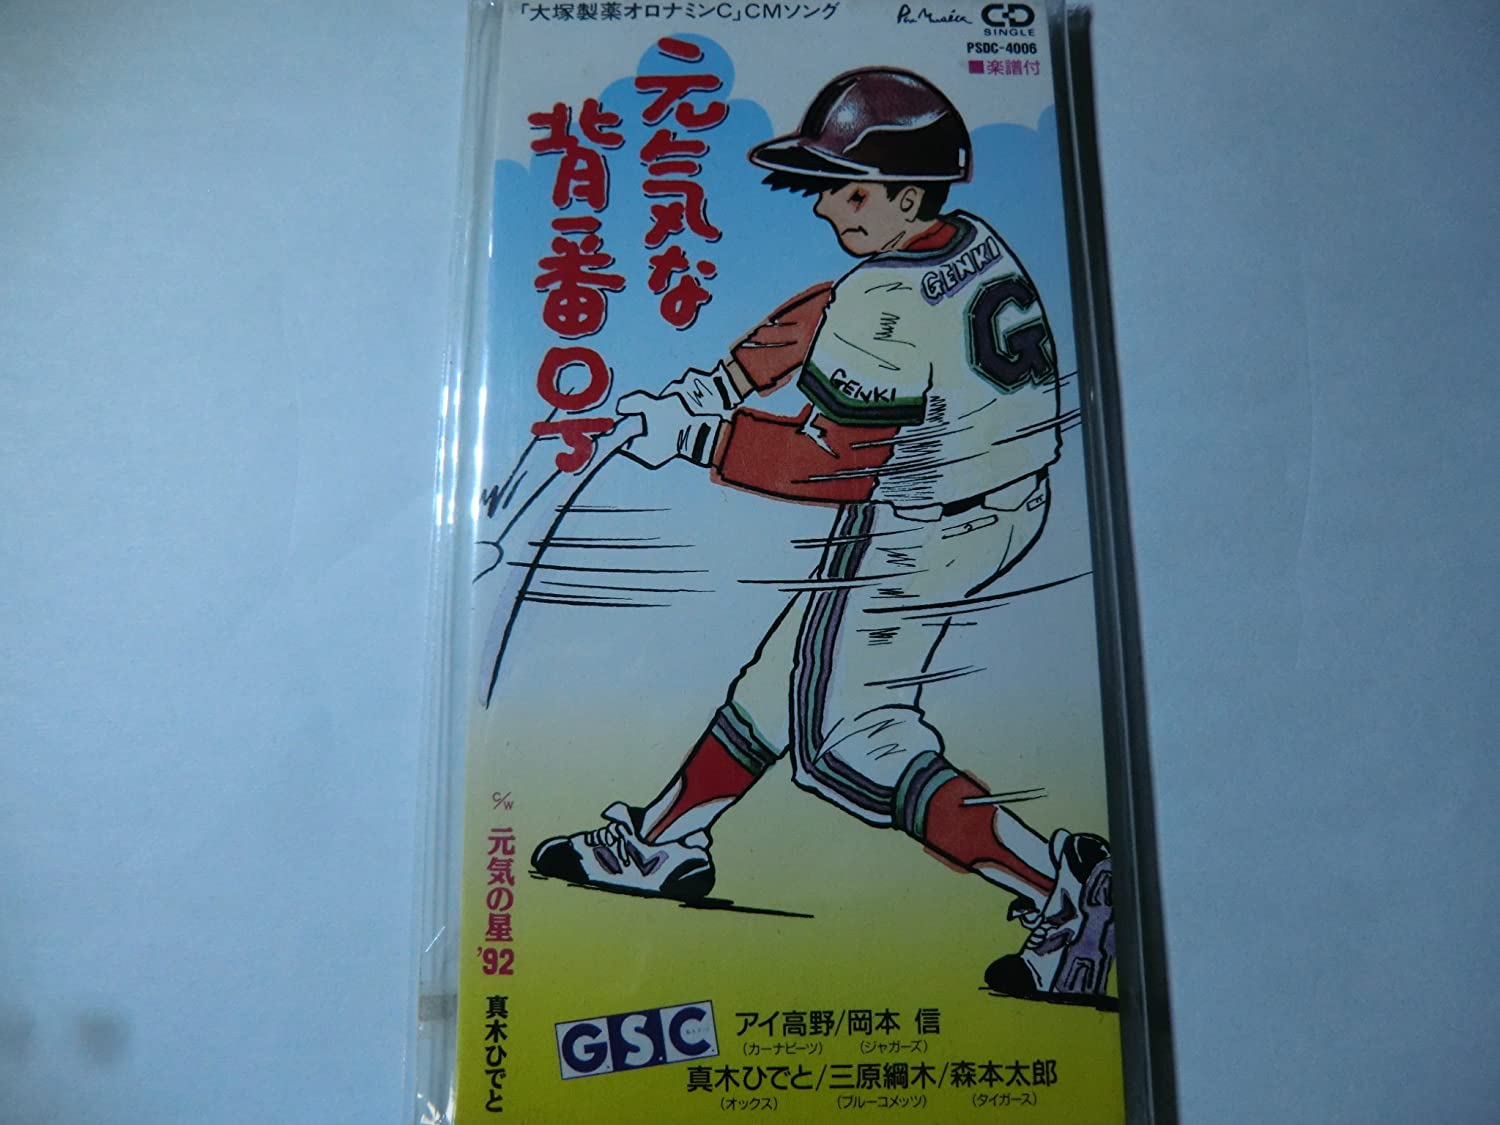 「大塚製薬オロナミンC」CMソング
Pro Musica
CD
SINGLE
PSDC-4006
■楽譜付
元気な
背番号
GENKI
G
GENKI
c/w 元気の星'92 真木ひでと
G.S.C.
アイ高野/岡本 信
(カーナビーツ) (ジャガーズ)
真木ひでと/三原綱木/森本太郎
(オックス) (ブルーコメッツ) (タイガース)